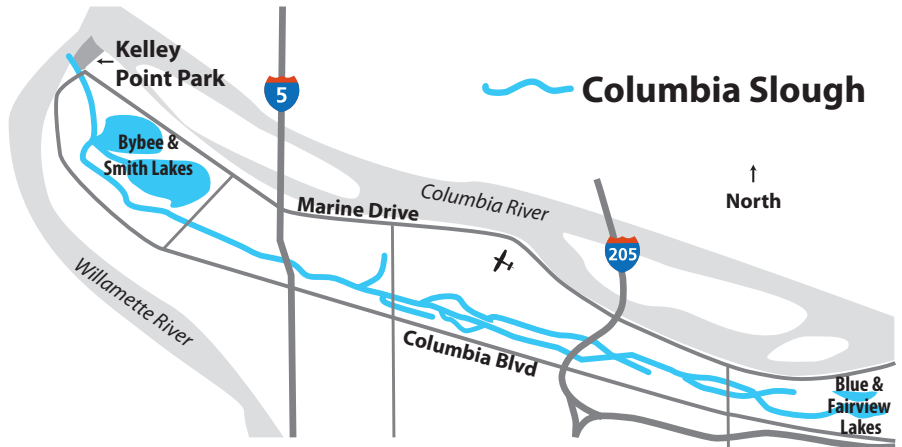 Kelley
Point Park
5
Columbia Slough
Bybee &
Smith Lakes
Columbia River
North
Marine Drive
205
Willamette River
Columbia Blvd
Blue &
Fairview
Lakes